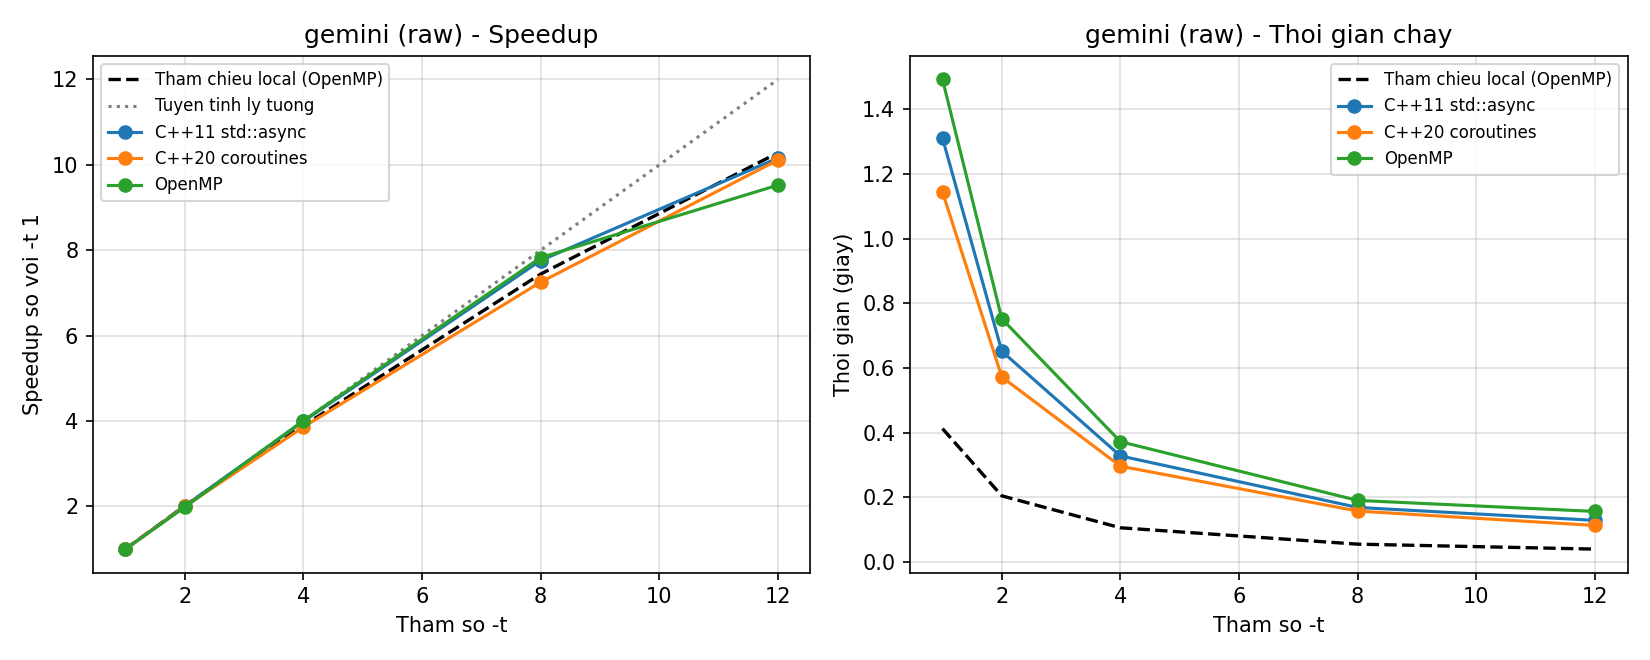 gemini (raw) - Speedup
12
10
8
6
4
2
Speedup so voi -t 1
Tham chieu local (OpenMP)
Tuyen tinh ly tuong
C++11 std::async
C++20 coroutines
OpenMP
2 4 6 8 10 12
Tham so -t
gemini (raw) - Thoi gian chay
1.4
1.2
1.0
0.8
0.6
0.4
0.2
0.0
Thoi gian (giay)
Tham chieu local (OpenMP)
C++11 std::async
C++20 coroutines
OpenMP
2 4 6 8 10 12
Tham so -t